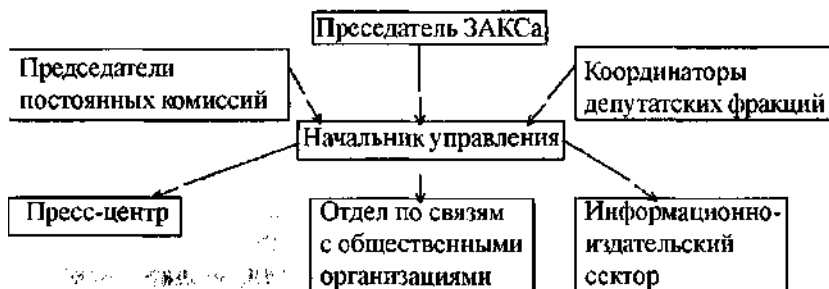 Преседатель ЗАКСа
Председатели
постоянных комиссий
Координаторы
депутатских фракций
Начальник управления
Пресс-центр
Отдел по связям
с общественными
организациями
Информационно-
издательский
сектор